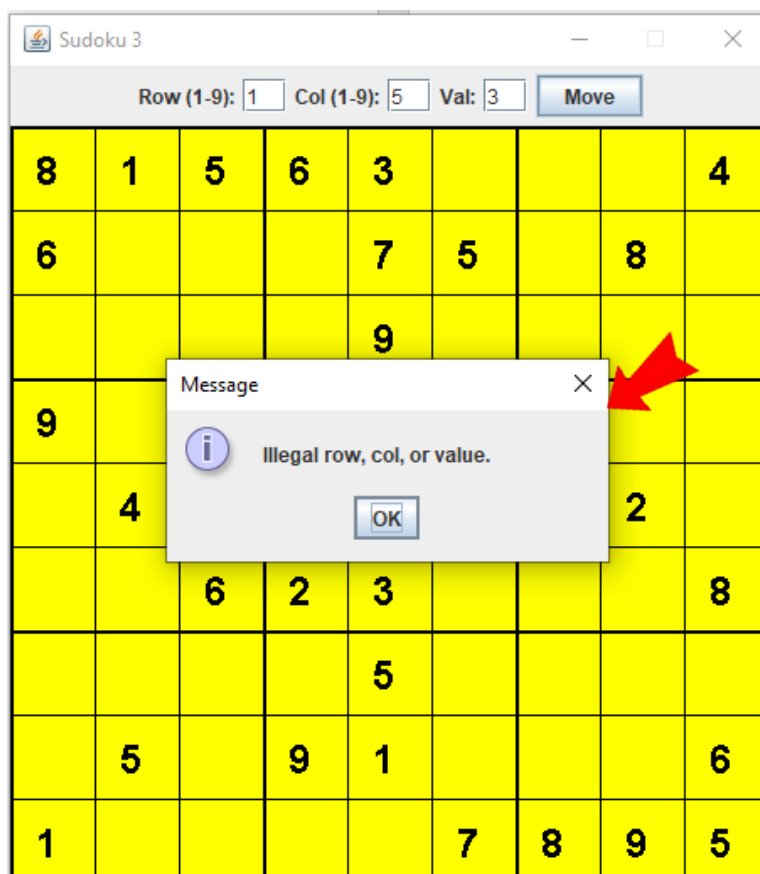 Sudoku 3
Row (1-9): 1 Col (1-9): 5 Val: 3 Move
8 1 5 6 3 4
6 7 5 8
9
Message
9
i
Illegal row, col, or value.
4 2
OK
6 2 3 8
5
5 9 1 6
1 7 8 9 5